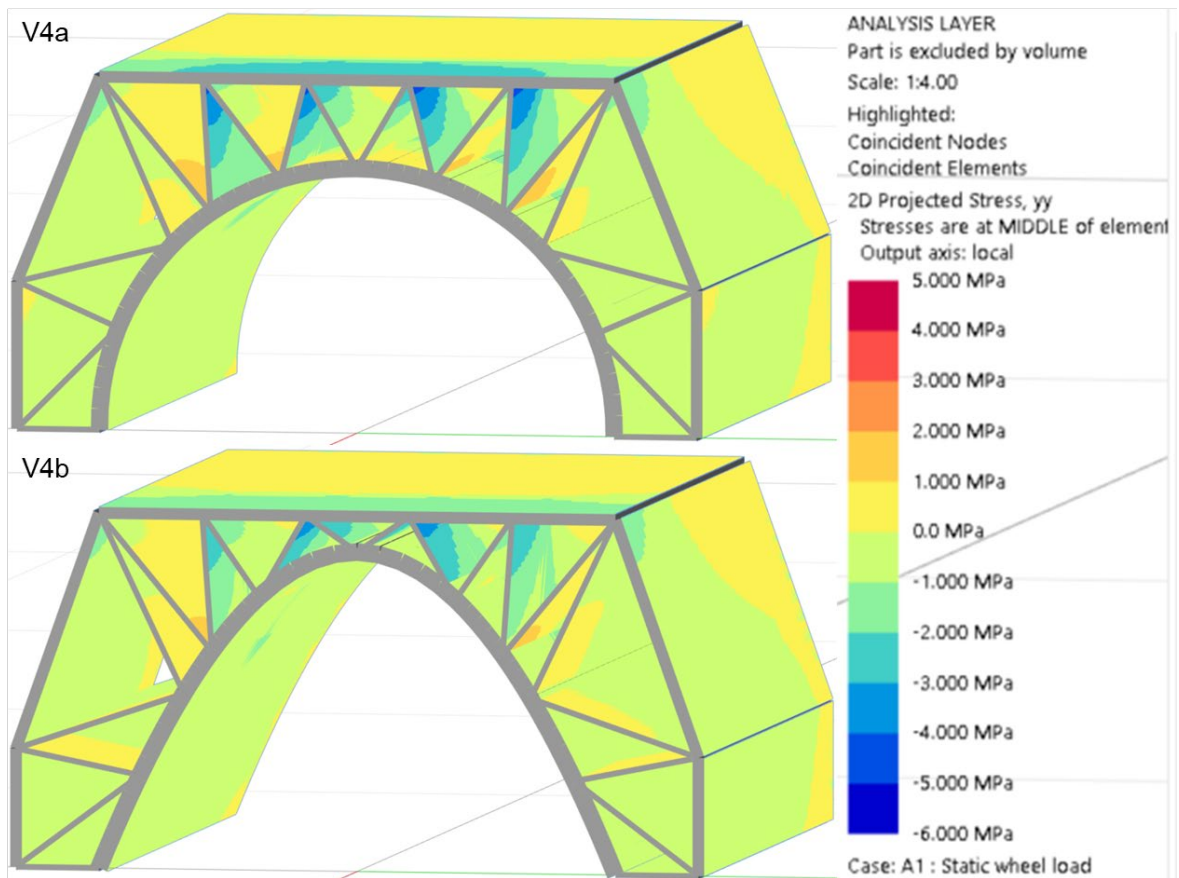 V4a
V4b
ANALYSIS LAYER
Part is excluded by volume
Scale: 1:4.00
Highlighted:
Coincident Nodes
Coincident Elements
2D Projected Stress, yy
Stresses are at MIDDLE of element
Output axis: local
5.000 MPa
4.000 MPa
3.000 MPa
2.000 MPa
1.000 MPa
0.0 MPa
-1.000 MPa
-2.000 MPa
-3.000 MPa
-4.000 MPa
-5.000 MPa
-6.000 MPa
Case: A1 : Static wheel load